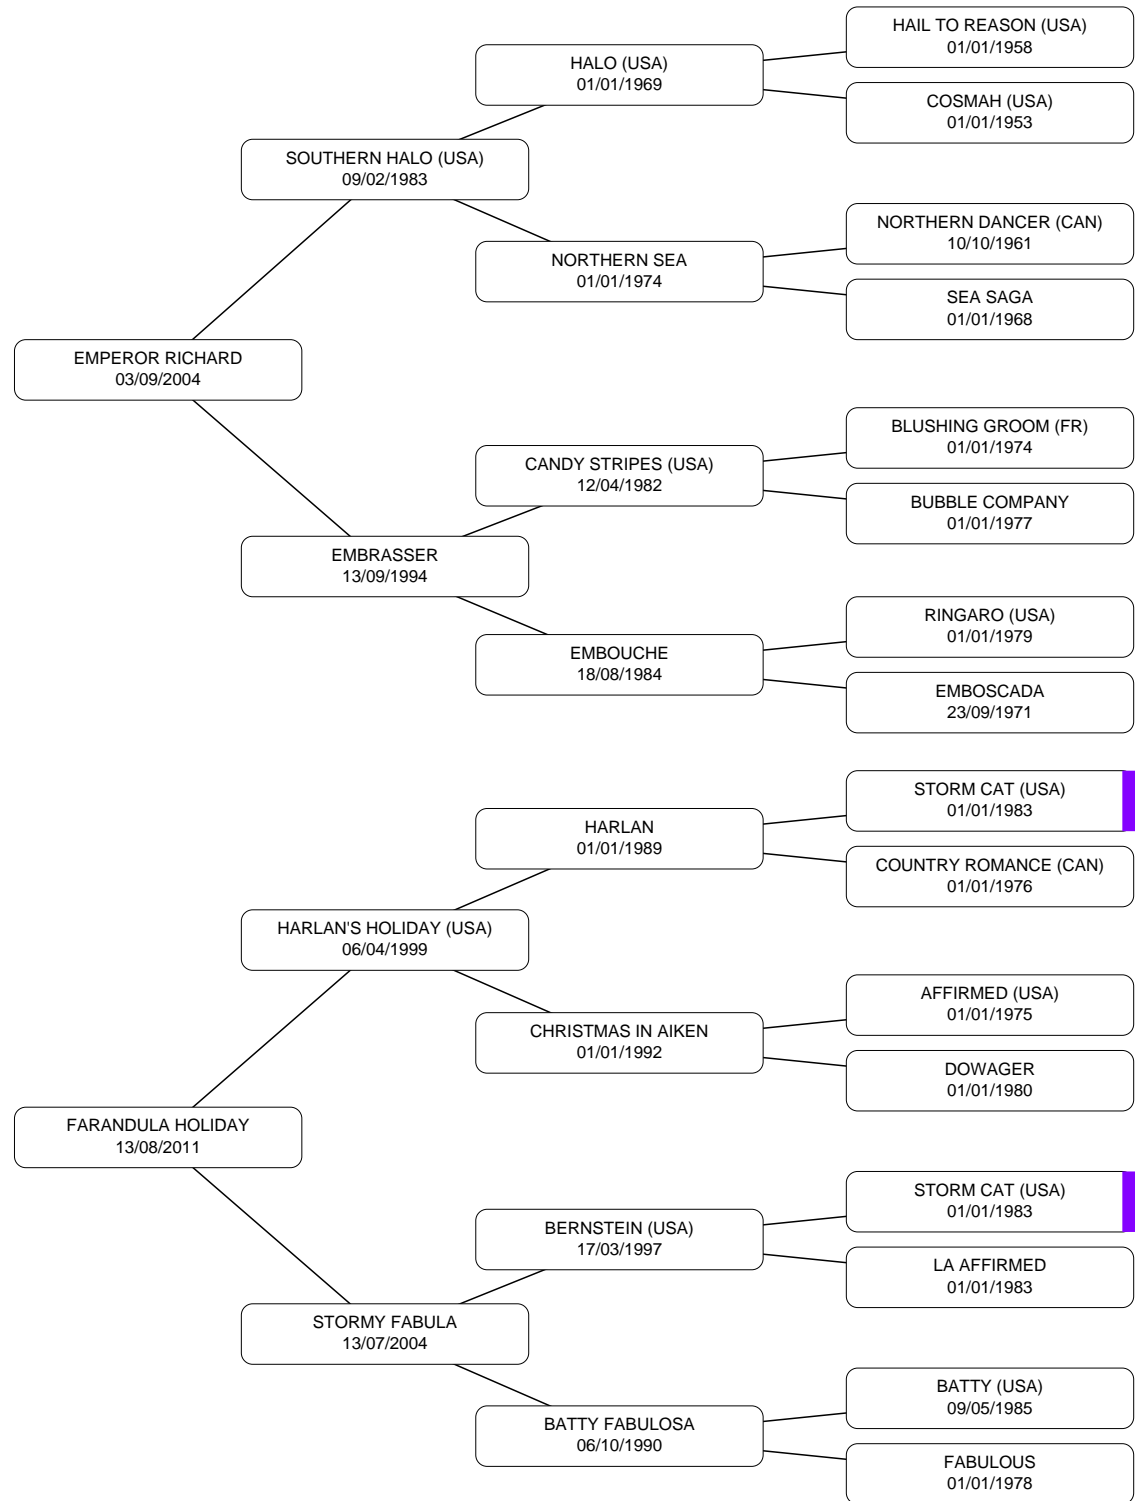 HAIL TO REASON (USA)
01/01/1958
HALO (USA)
01/01/1969
COSMAH (USA)
01/01/1953
SOUTHERN HALO (USA)
09/02/1983
NORTHERN DANCER (CAN)
10/10/1961
NORTHERN SEA
01/01/1974
SEA SAGA
01/01/1968
EMPEROR RICHARD
03/09/2004
BLUSHING GROOM (FR)
01/01/1974
CANDY STRIPES (USA)
12/04/1982
BUBBLE COMPANY
01/01/1977
EMBRASSER
13/09/1994
RINGARO (USA)
01/01/1979
EMBOUCHE
18/08/1984
EMBOSCADA
23/09/1971
STORM CAT (USA)
01/01/1983
HARLAN
01/01/1989
COUNTRY ROMANCE (CAN)
01/01/1976
HARLAN'S HOLIDAY (USA)
06/04/1999
AFFIRMED (USA)
01/01/1975
CHRISTMAS IN AIKEN
01/01/1992
DOWAGER
01/01/1980
FARANDULA HOLIDAY
13/08/2011
STORM CAT (USA)
01/01/1983
BERNSTEIN (USA)
17/03/1997
LA AFFIRMED
01/01/1983
STORMY FABULA
13/07/2004
BATTY (USA)
09/05/1985
BATTY FABULOSA
06/10/1990
FABULOUS
01/01/1978